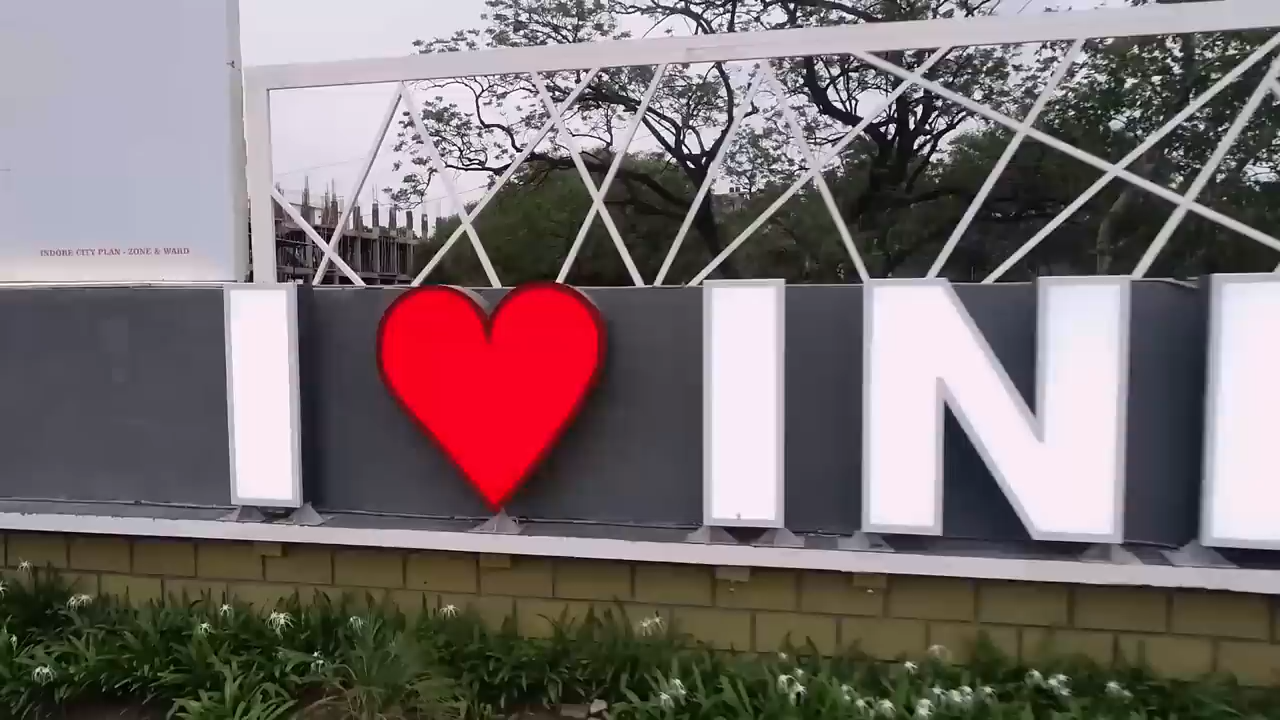 INDORE CITY PLAN - ZONE & WARD
I ❤ IN